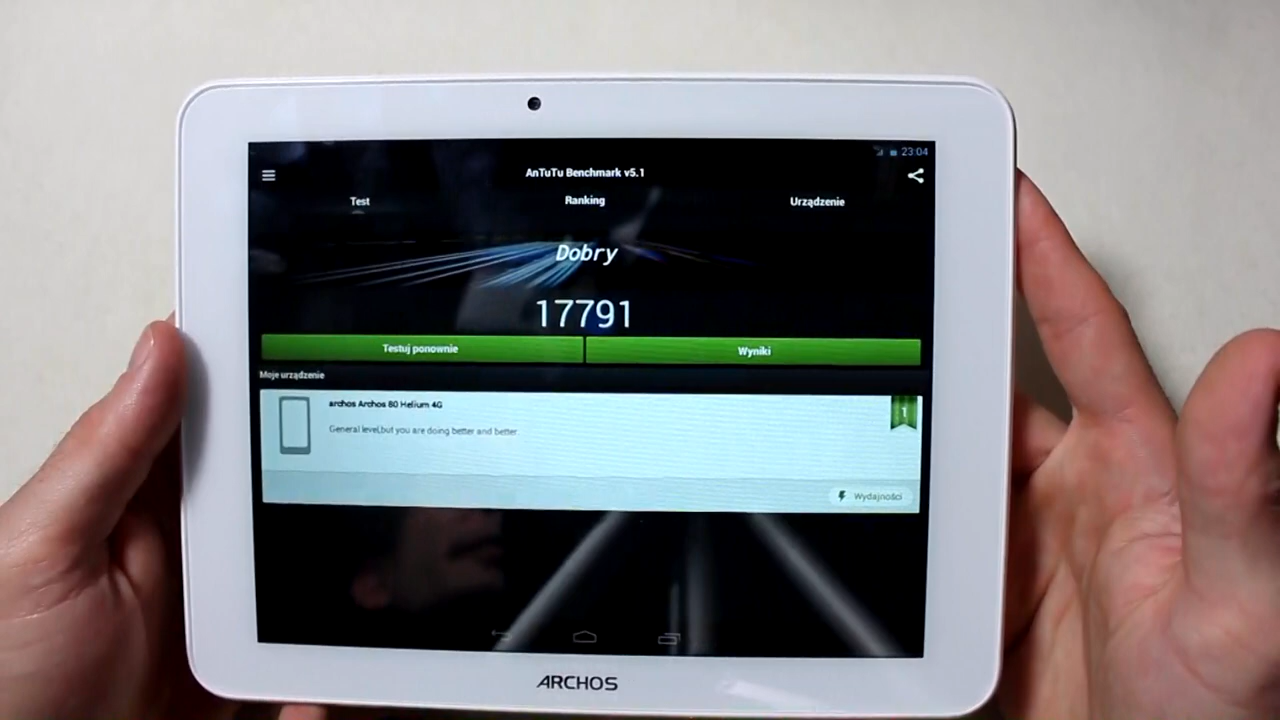 23:04
AnTuTu Benchmark v5.1
Test
Ranking
Urządzenie
Dobry
17791
Testuj ponownie
Wyniki
Moje urządzenie
archos Archos 80 Helium 4G
1
General level,but you are doing better and better.
Wydajności
ARCHOS